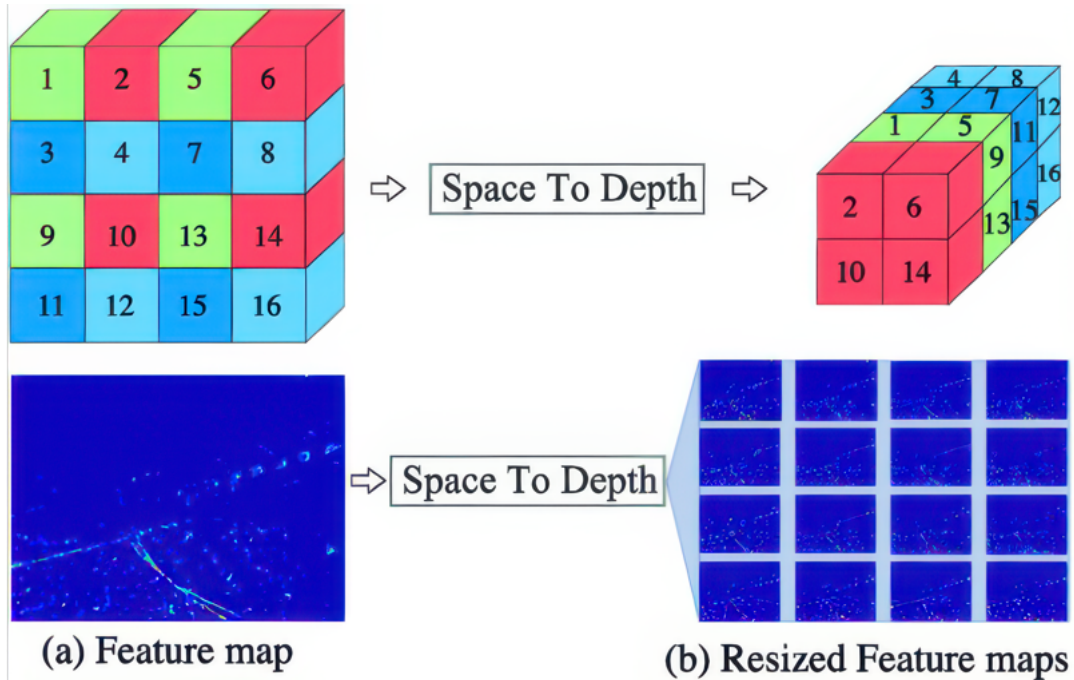 1 2 5 6
3 4 7 8
9 10 13 14
11 12 15 16
Space To Depth
4 8
3 7 12
1 5 11
9 16
2 6 15
13
10 14
Space To Depth
(a) Feature map
(b) Resized Feature maps